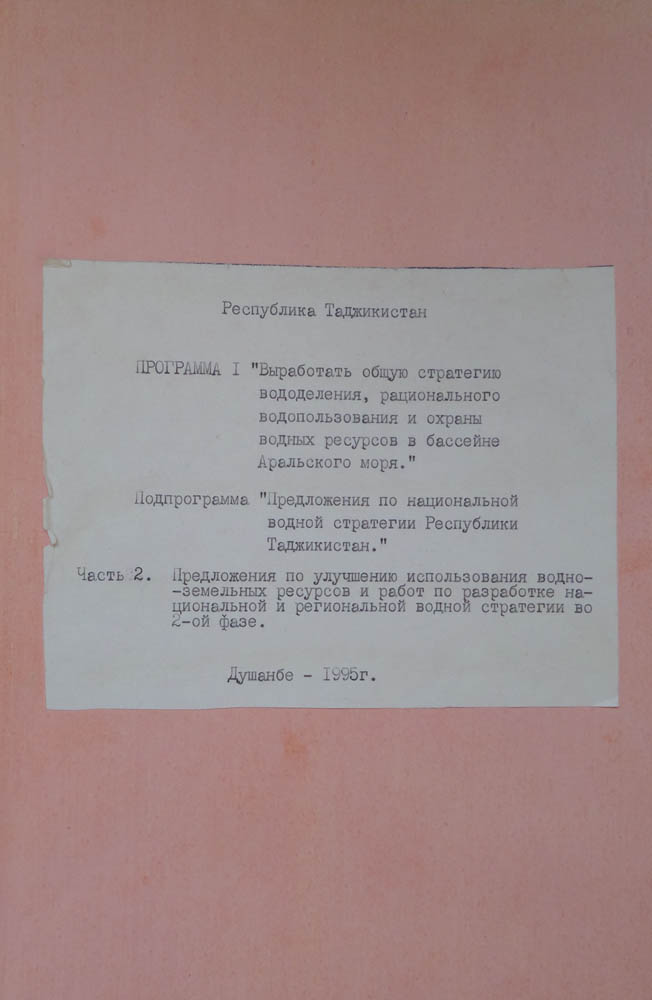 Республика Таджикистан
ПРОГРАММА I "Выработать общую стратегию
вододеления, рационального
водопользования и охраны
водных ресурсов в бассейне
Аральского моря."
Подпрограмма "Предложения по национальной
водной стратегии Республики
Таджикистан."
Часть 2. Предложения по улучшению использования водно-
-земельных ресурсов и работ по разработке на-
циональной и региональной водной стратегии во
2-ой фазе.
Душанбе - 1995г.